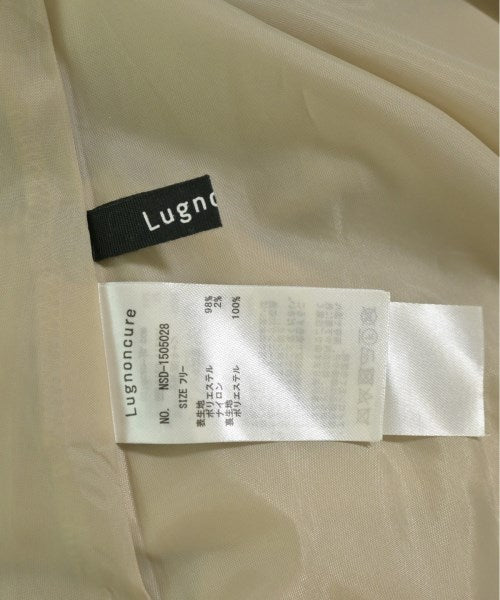 Lugno
Lugnoncure
NO. NSD-1505028
SIZE フリー
表生地
ポリエステル 98%
ナイロン 2%
裏生地
ポリエステル 100%